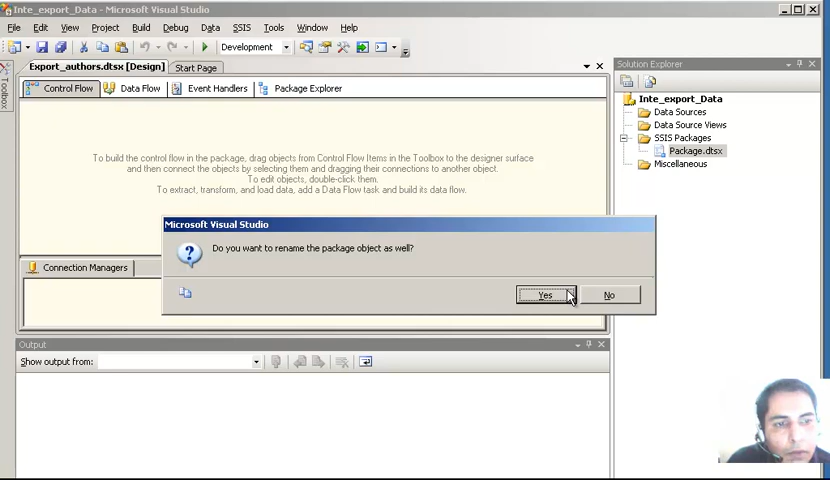 Inte_export_Data - Microsoft Visual Studio
File Edit View Project Build Debug Data SSIS Tools Window Help
Development
Export_authors.dtsx [Design] Start Page
Control Flow Data Flow Event Handlers Package Explorer
Toolbox
To build the control flow in the package, drag objects from Control Flow Items in the Toolbox to the designer surface
and then connect the objects by selecting them and dragging their connections to another object.
To edit objects, double-click them.
To extract, transform, and load data, add a Data Flow task and build its data flow.
Connection Managers
Microsoft Visual Studio
Do you want to rename the package object as well?
Yes No
Output
Show output from:
Solution Explorer
Inte_export_Data
Data Sources
Data Source Views
SSIS Packages
Package.dtsx
Miscellaneous